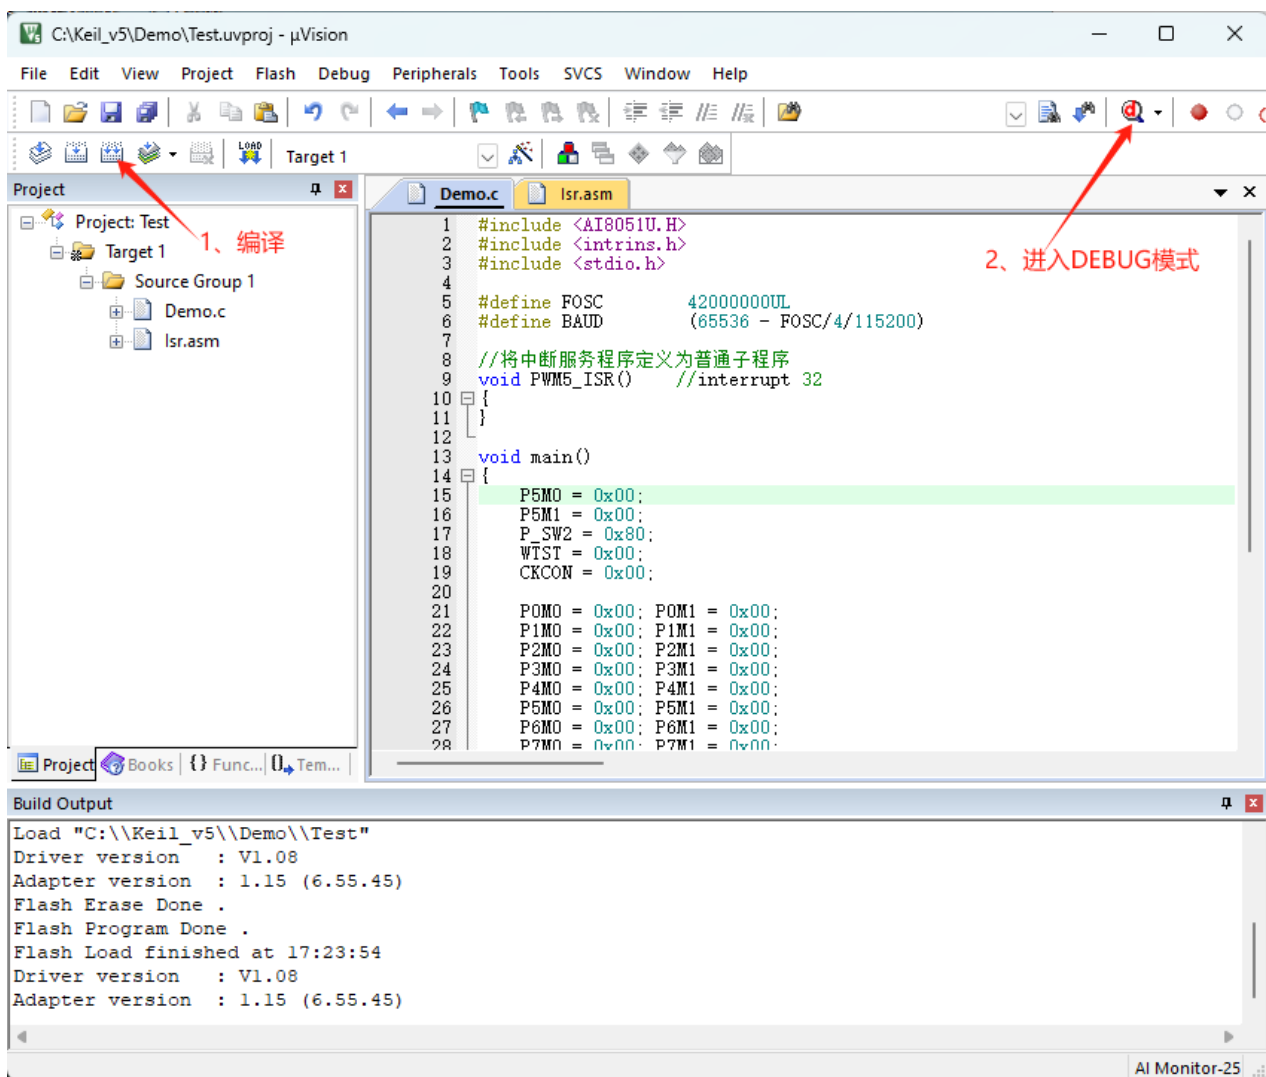 C:\Keil_v5\Demo\Test.uvproj - µVision
File Edit View Project Flash Debug Peripherals Tools SVCS Window Help
LOAD
Target 1
Project
Project: Test
Target 1
Source Group 1
Demo.c
Isr.asm
1、编译
2、进入DEBUG模式
Demo.c Isr.asm
1 #include <AI8051U.H>
2 #include <intrins.h>
3 #include <stdio.h>
4
5 #define FOSC 42000000UL
6 #define BAUD (65536 - FOSC/4/115200)
7
8 //将中断服务程序定义为普通子程序
9 void PWM5_ISR() //interrupt 32
10 {
11 }
12
13 void main()
14 {
15 P5M0 = 0x00;
16 P5M1 = 0x00;
17 P_SW2 = 0x80;
18 WTST = 0x00;
19 CKCON = 0x00;
20
21 P0M0 = 0x00; P0M1 = 0x00;
22 P1M0 = 0x00; P1M1 = 0x00;
23 P2M0 = 0x00; P2M1 = 0x00;
24 P3M0 = 0x00; P3M1 = 0x00;
25 P4M0 = 0x00; P4M1 = 0x00;
26 P5M0 = 0x00; P5M1 = 0x00;
27 P6M0 = 0x00; P6M1 = 0x00;
28 P7M0 = 0x00; P7M1 = 0x00;
Project Books {} Func... Tem...
Build Output
Load "C:\\Keil_v5\\Demo\\Test"
Driver version : V1.08
Adapter version : 1.15 (6.55.45)
Flash Erase Done .
Flash Program Done .
Flash Load finished at 17:23:54
Driver version : V1.08
Adapter version : 1.15 (6.55.45)
AI Monitor-25